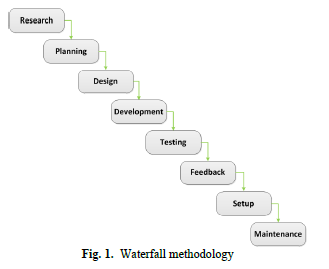 Research
Planning
Design
Development
Testing
Feedback
Setup
Maintenance
Fig. 1. Waterfall methodology